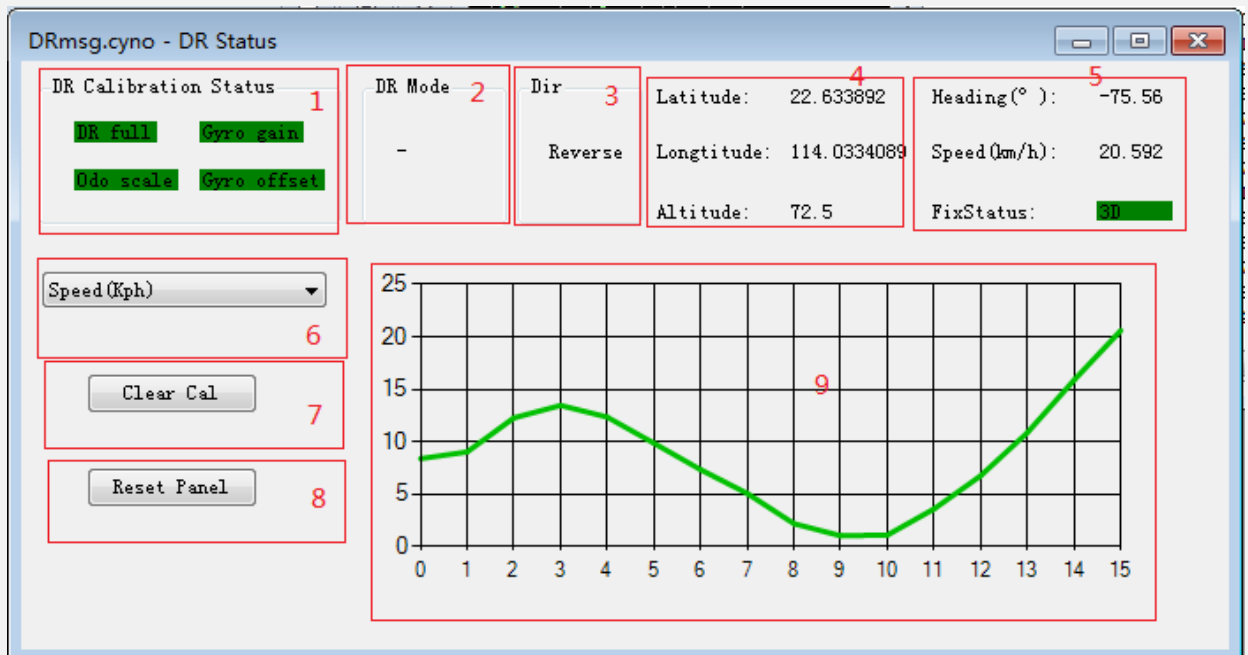 DRmsg.cyno - DR Status
DR Calibration Status 1
DR full Gyro gain
Odo scale Gyro offset
DR Mode 2
-
Dir 3
Reverse
4
Latitude: 22.633892
Longtitude: 114.0334089
Altitude: 72.5
5
Heading(° ): -75.56
Speed(km/h): 20.592
FixStatus: 3D
Speed(Kph)
6
Clear Cal
7
Reset Panel
8
25
20
15
10
5
0
9
0 1 2 3 4 5 6 7 8 9 10 11 12 13 14 15